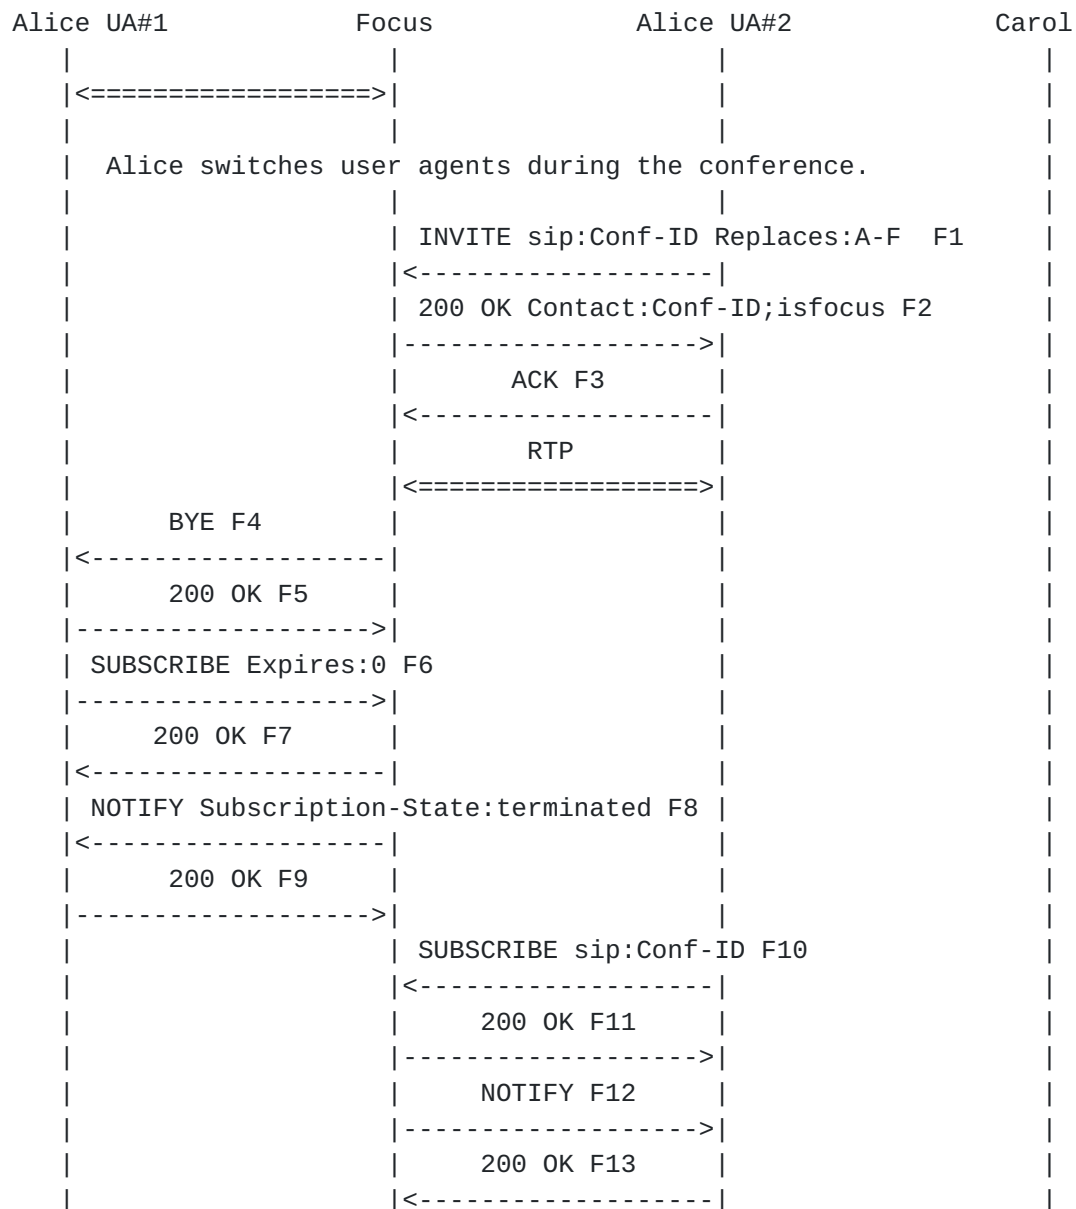 Alice UA#1            Focus             Alice UA#2             Carol
   |                    |                    |                    |
   |<==================>|                    |                    |
   |                    |                    |                    |
   |  Alice switches user agents during the conference.           |
   |                    |                    |                    |
   |                    | INVITE sip:Conf-ID Replaces:A-F  F1     |
   |                    |<-------------------|                    |
   |                    | 200 OK Contact:Conf-ID;isfocus F2       |
   |                    |------------------->|                    |
   |                    |       ACK F3       |                    |
   |                    |<-------------------|                    |
   |                    |        RTP         |                    |
   |                    |<==================>|                    |
   |      BYE F4        |                    |                    |
   |<-------------------|                    |                    |
   |      200 OK F5     |                    |                    |
   |------------------->|                    |                    |
   | SUBSCRIBE Expires:0 F6                  |                    |
   |------------------->|                    |                    |
   |     200 OK F7      |                    |                    |
   |<-------------------|                    |                    |
   | NOTIFY Subscription-State:terminated F8 |                    |
   |<-------------------|                    |                    |
   |      200 OK F9     |                    |                    |
   |------------------->|                    |                    |
   |                    | SUBSCRIBE sip:Conf-ID F10               |
   |                    |<-------------------|                    |
   |                    |     200 OK F11     |                    |
   |                    |------------------->|                    |
   |                    |     NOTIFY F12     |                    |
   |                    |------------------->|                    |
   |                    |     200 OK F13     |                    |
   |                    |<-------------------|                    |